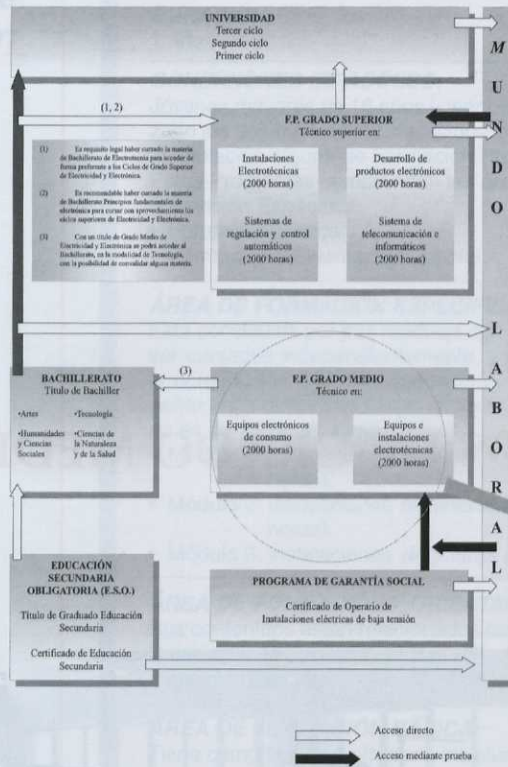 UNIVERSIDAD
Tercer ciclo
Segundo ciclo
Primer ciclo
(1, 2)
F.P. GRADO SUPERIOR
Técnico superior en:
Instalaciones
Electrotécnicas
(2000 horas)
Desarrollo de
productos electrónicos
(2000 horas)
Sistemas de
regulación y control
automáticos
(2000 horas)
Sistema de
telecomunicación e
informáticos
(2000 horas)
(1) Es requisito legal haber cursado la materia
de Bachillerato de Electrotecnia para acceder de
forma preferente a los Ciclos de Grado Superior
de Electricidad y Electrónica.
(2) Es recomendable haber cursado la materia
de Bachillerato Principios fundamentales de
electrónica para cursar con aprovechamiento los
ciclos superiores de Electricidad y Electrónica.
(3) Con un título de Grado Medio de
Electricidad y Electrónica se podrá acceder al
Bachillerato, en la modalidad de Tecnología,
con la posibilidad de convalidar alguna materia.
MUNDO LABORAL
BACHILLERATO
Título de Bachiller
•Artes
•Tecnología
•Humanidades
y Ciencias
Sociales
•Ciencias de
la Naturaleza
y de la Salud
(3)
F.P. GRADO MEDIO
Técnico en:
Equipos electrónicos
de consumo
(2000 horas)
Equipos e
instalaciones
electrotécnicas
(2000 horas)
EDUCACIÓN
SECUNDARIA
OBLIGATORIA (E.S.O.)
Título de Graduado Educación
Secundaria
Certificado de Educación
Secundaria
PROGRAMA DE GARANTÍA SOCIAL
Certificado de Operario de
Instalaciones eléctricas de baja tensión
Acceso directo
Acceso mediante prueba